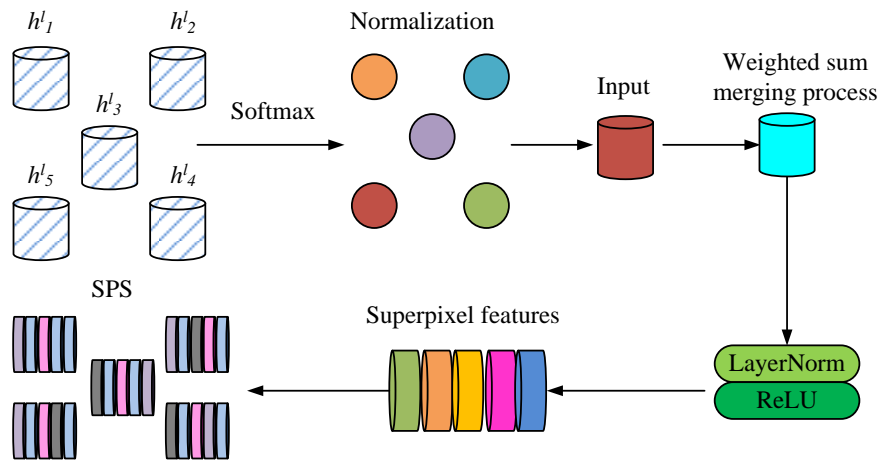 h^l_1
h^l_2
Normalization
h^l_3
Softmax
Input
Weighted sum
merging process
h^l_5
h^l_4
SPS
Superpixel features
LayerNorm
ReLU